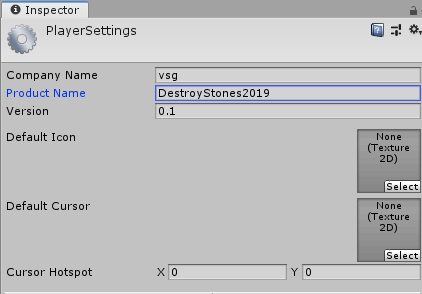 Inspector
PlayerSettings
Company Name vsg
Product Name DestroyStones2019
Version 0.1
Default Icon None
(Texture
2D)
Select
Default Cursor None
(Texture
2D)
Select
Cursor Hotspot X 0 Y 0